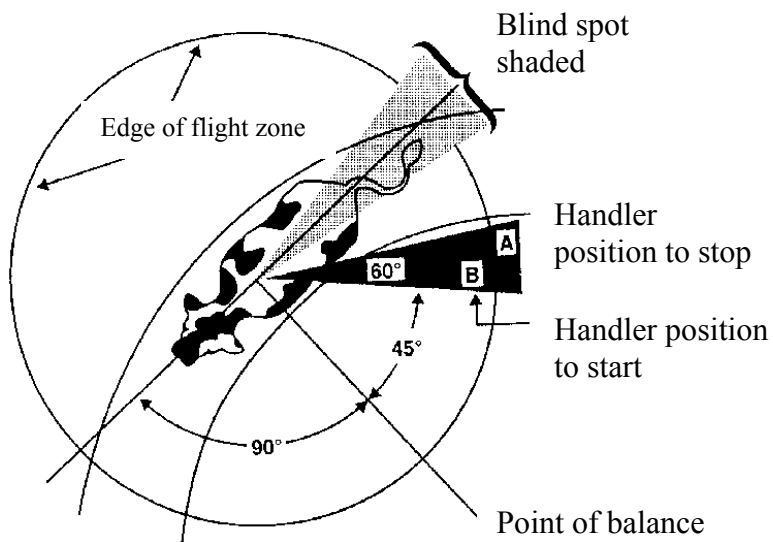 Blind spot
shaded
Edge of flight zone
Handler
position to stop
A
60°
B
Handler position
to start
45°
90°
Point of balance